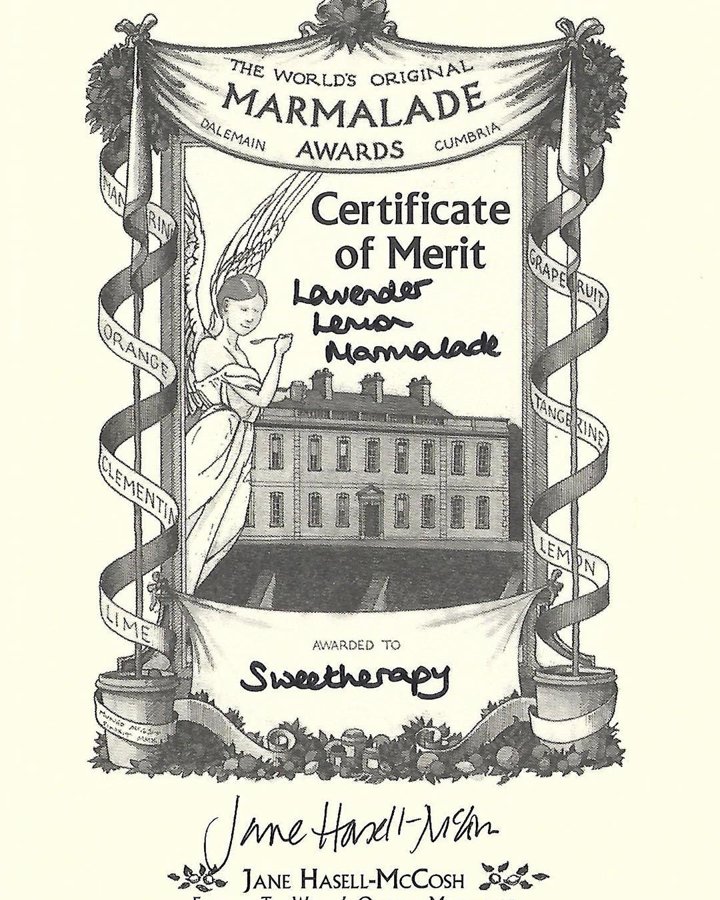 THE WORLD'S ORIGINAL
MARMALADE
DALEMAIN AWARDS CUMBRIA
Certificate
of Merit
Lavender
Lemon
Marmalade
MANDARIN
ORANGE
CLEMENTIN
LIME
GRAPEFRUIT
TANGERINE
LEMON
AWARDED TO
Sweetherapy
Jane Hasell-McCosh
JANE HASELL-MCCOSH